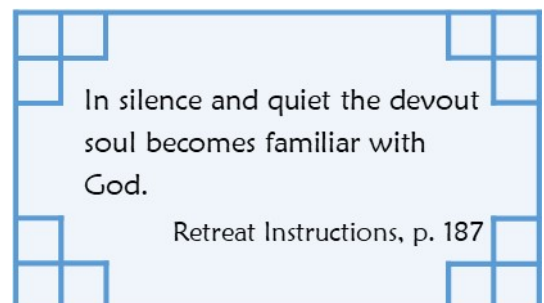 In silence and quiet the devout
soul becomes familiar with
God.
Retreat Instructions, p. 187